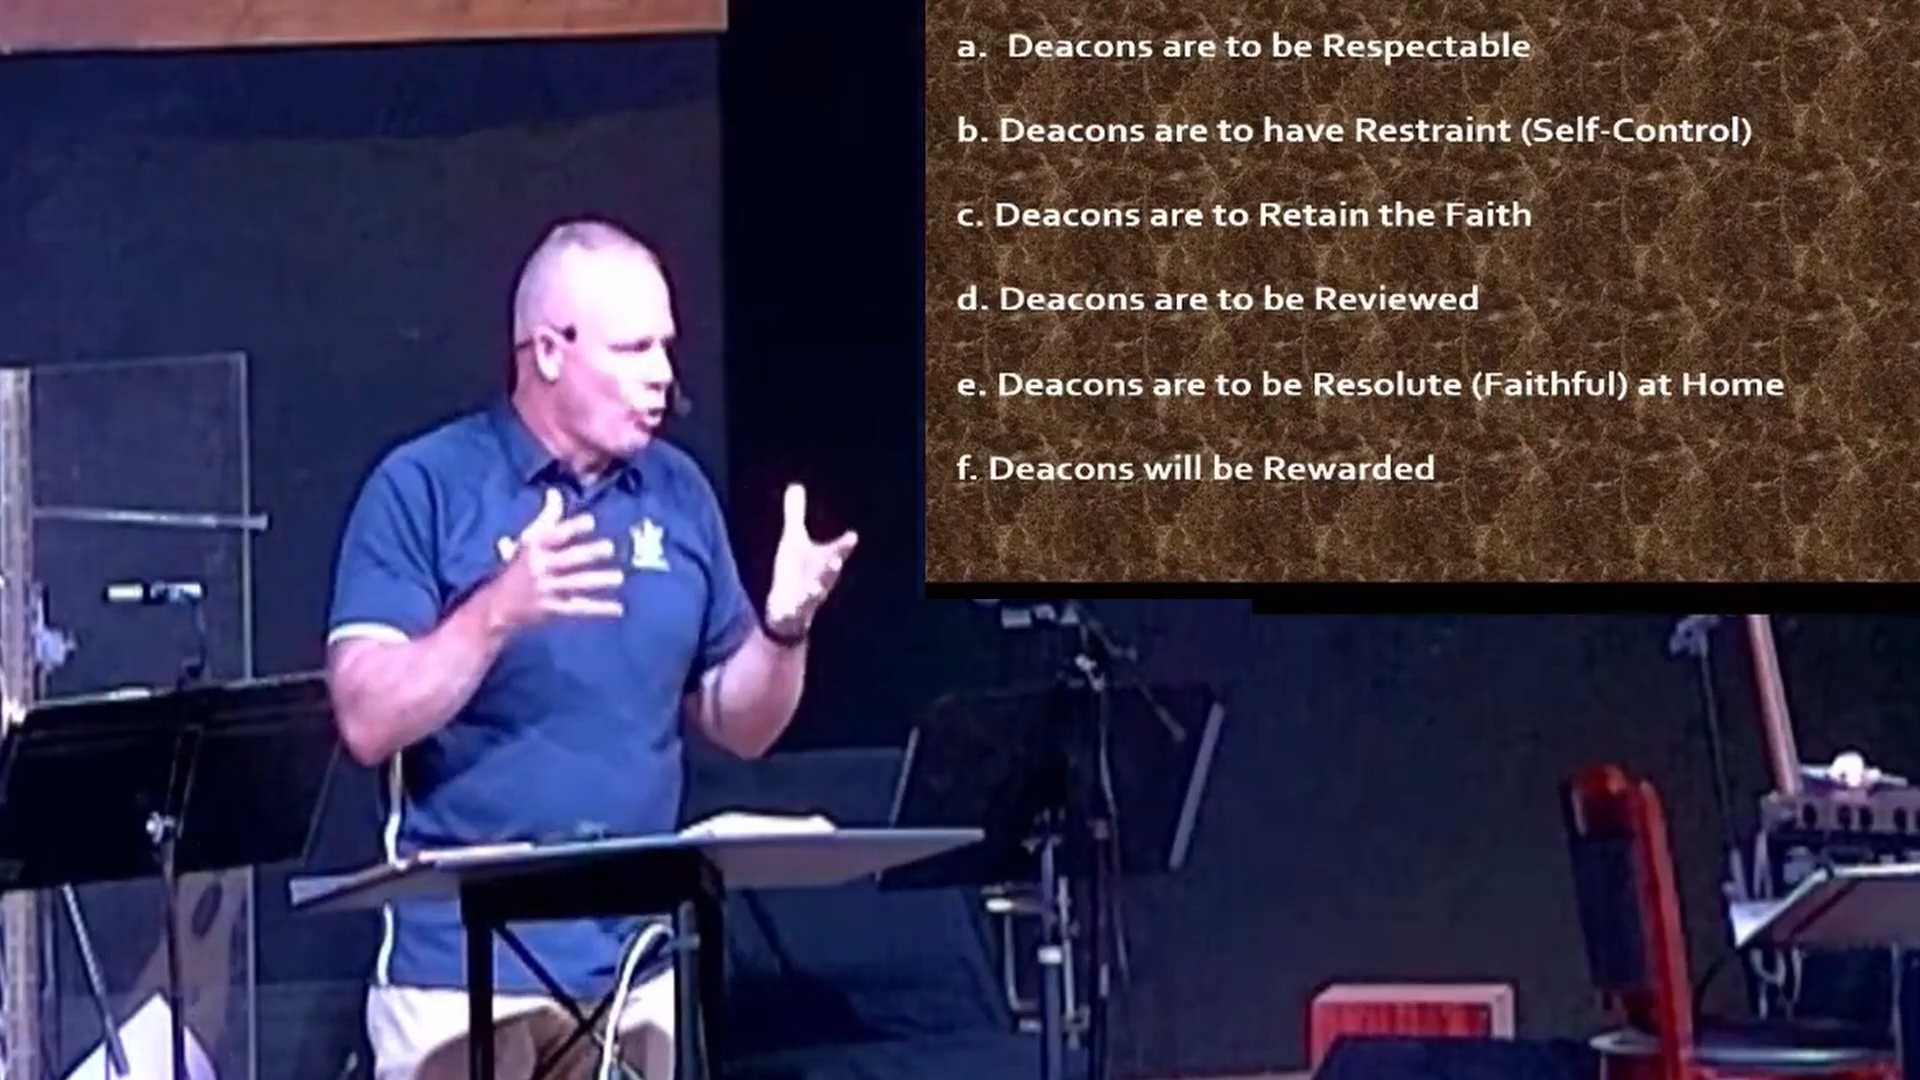 a. Deacons are to be Respectable
b. Deacons are to have Restraint (Self-Control)
c. Deacons are to Retain the Faith
d. Deacons are to be Reviewed
e. Deacons are to be Resolute (Faithful) at Home
f. Deacons will be Rewarded